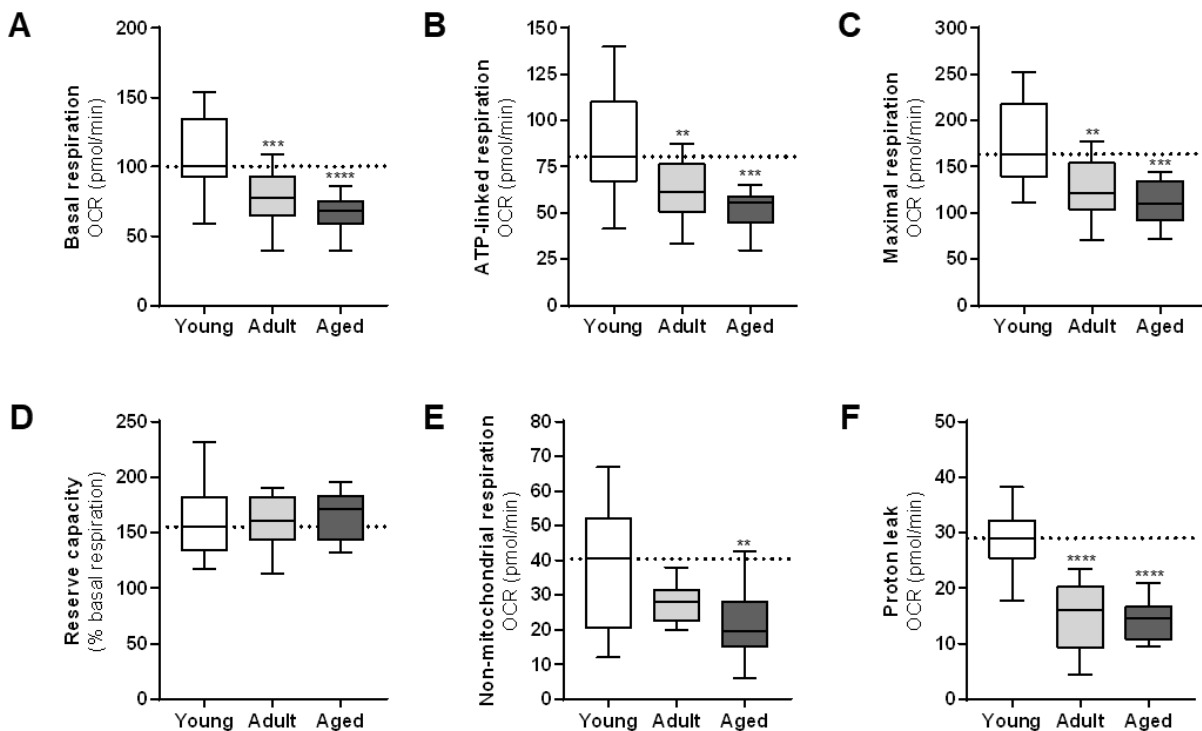 A
Basal respiration
OCR (pmol/min)
200
150
100
50
0
***
****
Young Adult Aged
B
ATP-linked respiration
OCR (pmol/min)
150
125
100
75
50
25
0
**
***
Young Adult Aged
C
Maximal respiration
OCR (pmol/min)
300
250
200
150
100
50
0
**
***
Young Adult Aged
D
Reserve capacity
(% basal respiration)
250
200
150
100
50
0
Young Adult Aged
E
Non-mitochondrial respiration
OCR (pmol/min)
80
70
60
50
40
30
20
10
0
**
Young Adult Aged
F
Proton leak
OCR (pmol/min)
50
40
30
20
10
0
****
****
Young Adult Aged